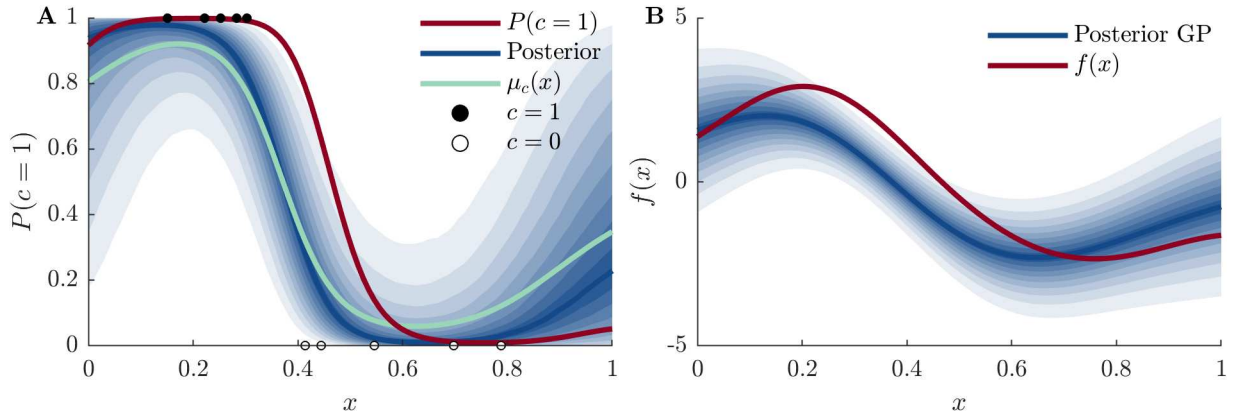 A
P(c = 1)
1
0.8
0.6
0.4
0.2
0
0
0.2
0.4
0.6
0.8
1
x
P(c = 1)
Posterior
μ_c(x)
c = 1
c = 0
B
f(x)
5
0
-5
0
0.2
0.4
0.6
0.8
1
x
Posterior GP
f(x)